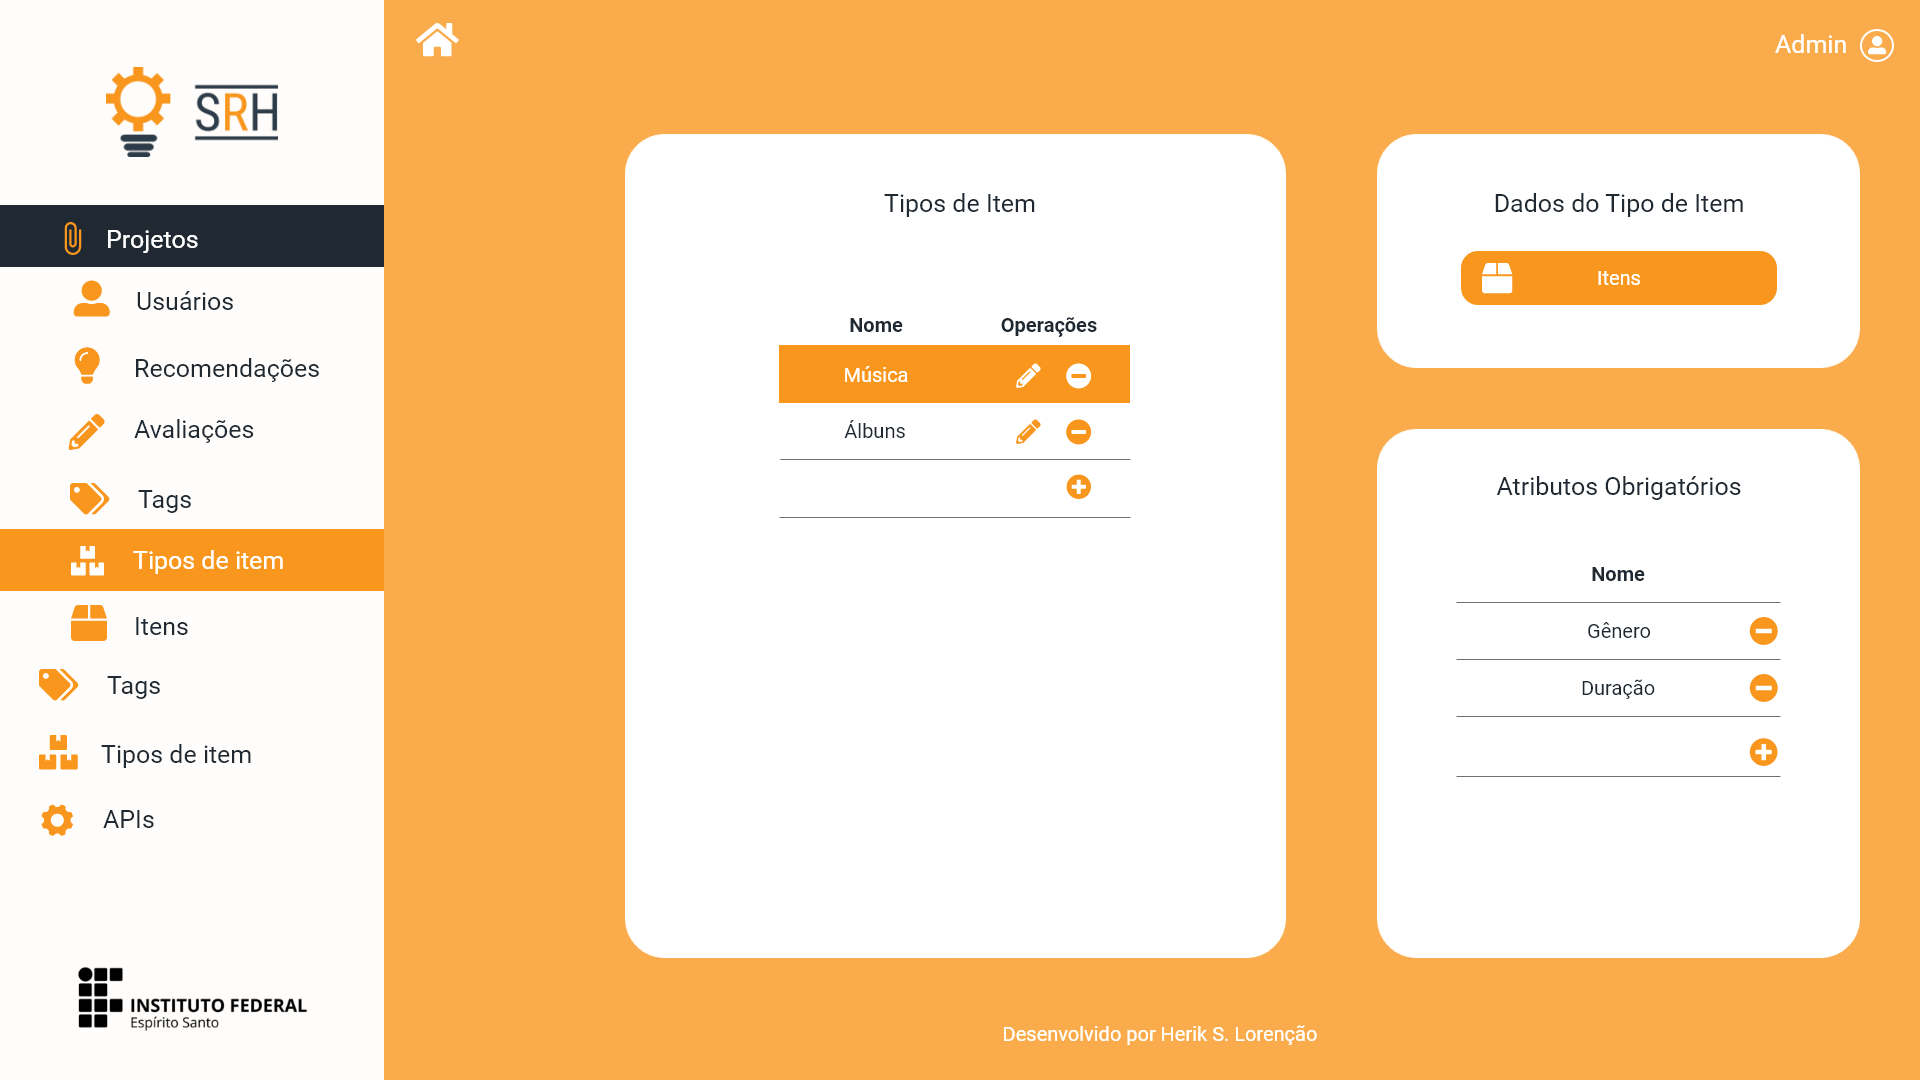 SRH
Projetos
Usuários
Recomendações
Avaliações
Tags
Tipos de item
Itens
Tags
Tipos de item
APIs
INSTITUTO FEDERAL
Espírito Santo
Admin
Tipos de Item
Nome Operações
Música
Álbuns
Dados do Tipo de Item
Itens
Atributos Obrigatórios
Nome
Gênero
Duração
Desenvolvido por Herik S. Lorenção